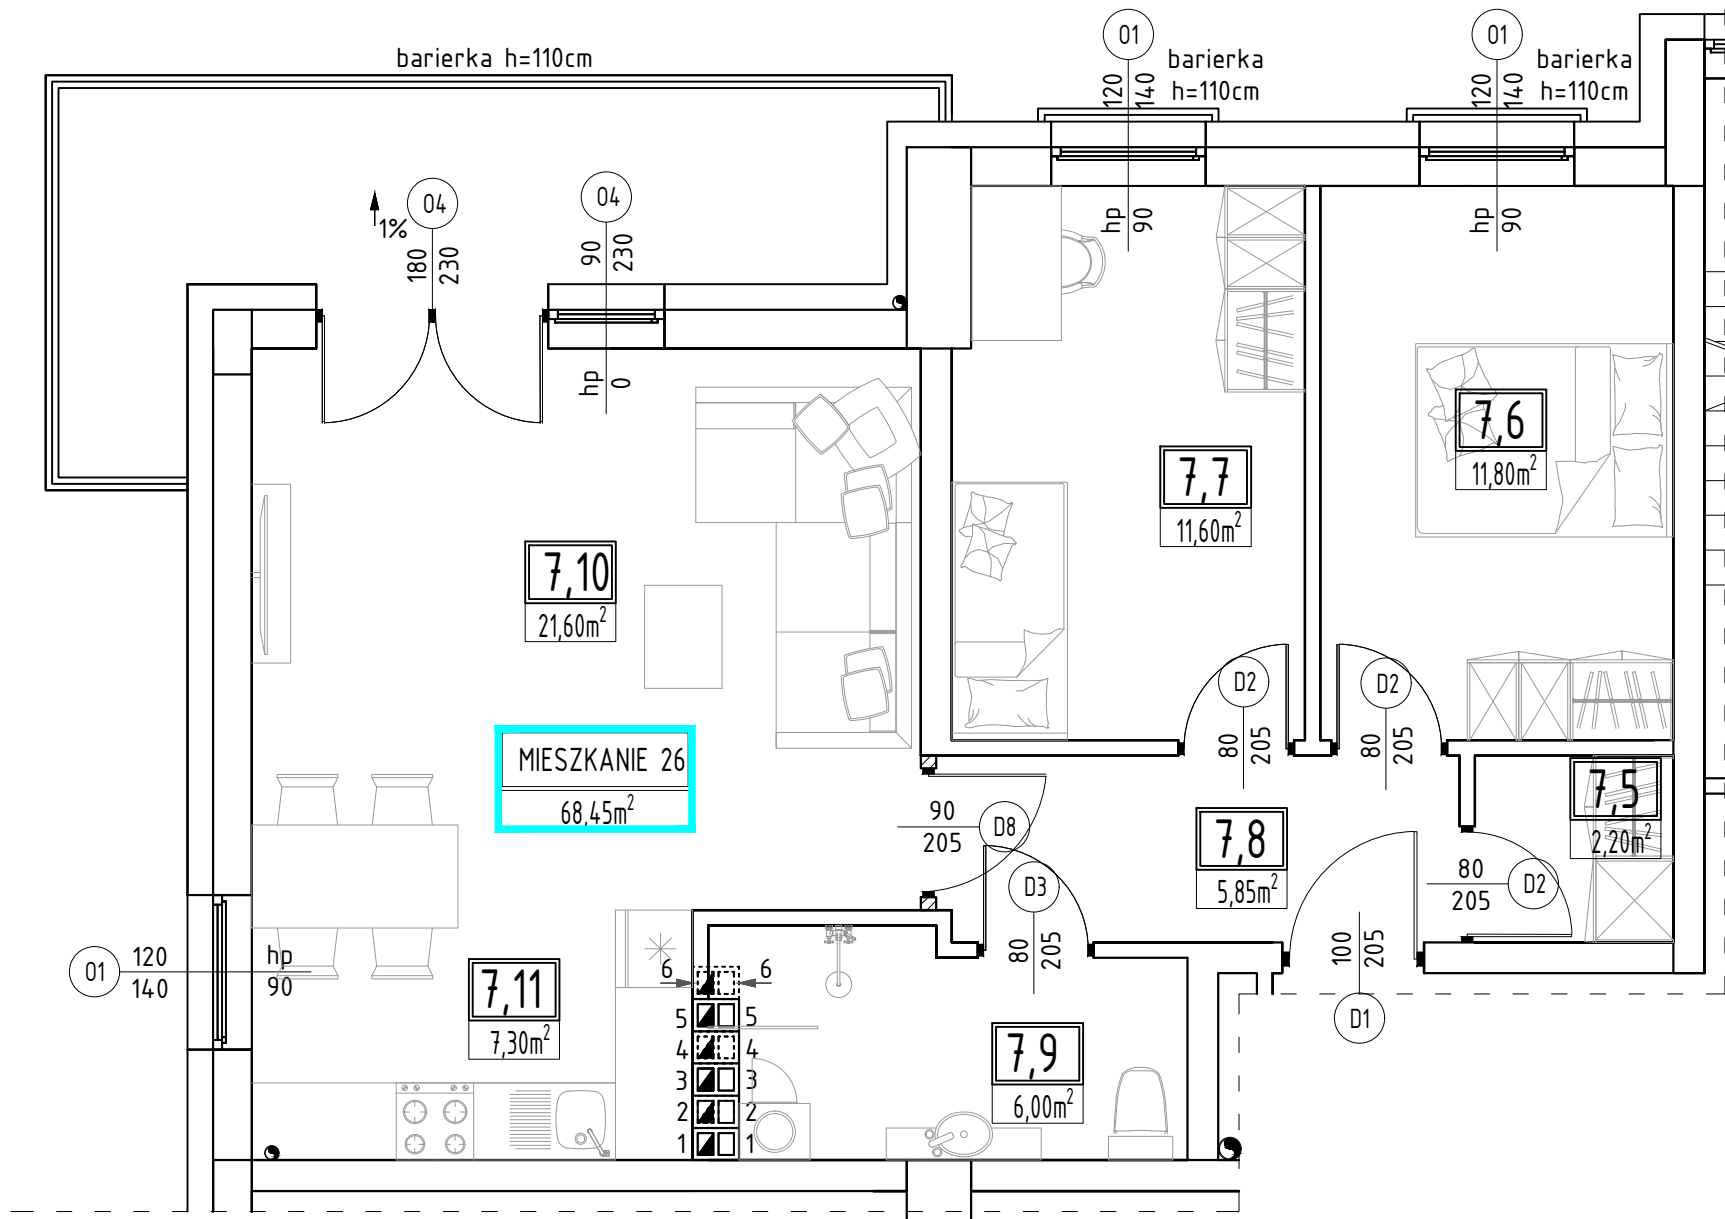 barierka h=110cm
01
120
140
barierka
h=110cm
01
120
140
barierka
h=110cm
1%
04
180
230
04
90
230
hp
90
hp
90
hp
0
7,6
11,80m²
7,7
11,60m²
7,10
21,60m²
D2
80
205
D2
80
205
MIESZKANIE 26
68,45m²
7,5
2,20m²
90
205
D8
7,8
5,85m²
D3
80
205
80
205
D2
100
205
D1
01
120
140
hp
90
7,11
7,30m²
6 6
5 5
4 4
3 3
2 2
1 1
7,9
6,00m²